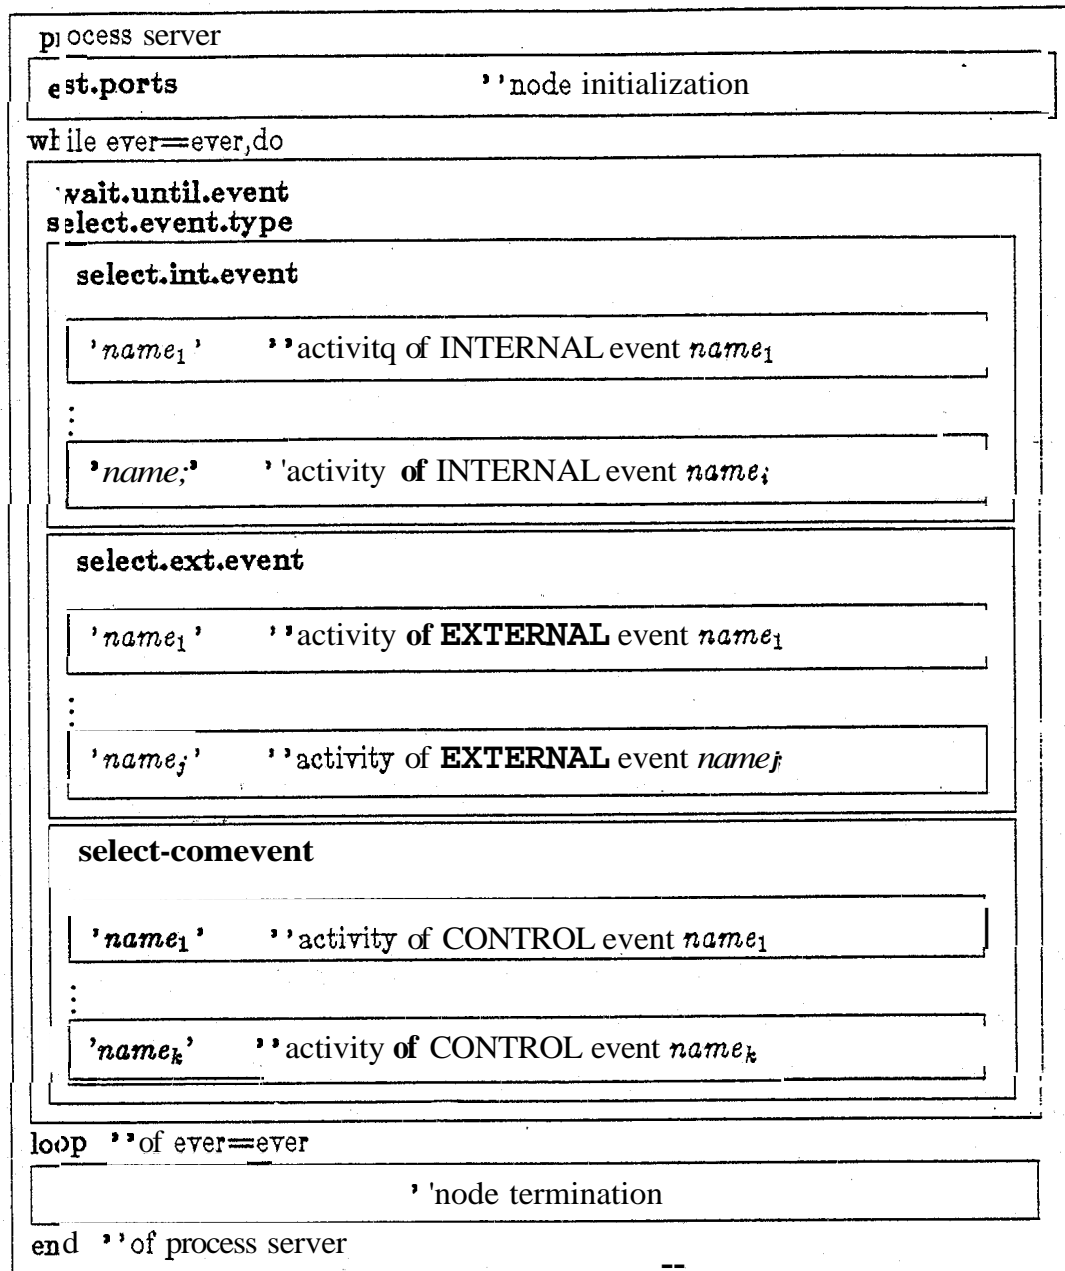 process server
est.ports ''node initialization
while ever==ever,do
wait.until.event
select.event.type
select.int.event
'name₁' ''activitq of INTERNAL event name₁
⋮
'name;' ''activity of INTERNAL event nameᵢ
select.ext.event
'name₁' ''activity of EXTERNAL event name₁
⋮
'nameⱼ' ''activity of EXTERNAL event nameⱼ
select-comevent
'name₁' ''activity of CONTROL event name₁
⋮
'nameₖ' ''activity of CONTROL event nameₖ
loop ''of ever==ever
''node termination
end ''of process server